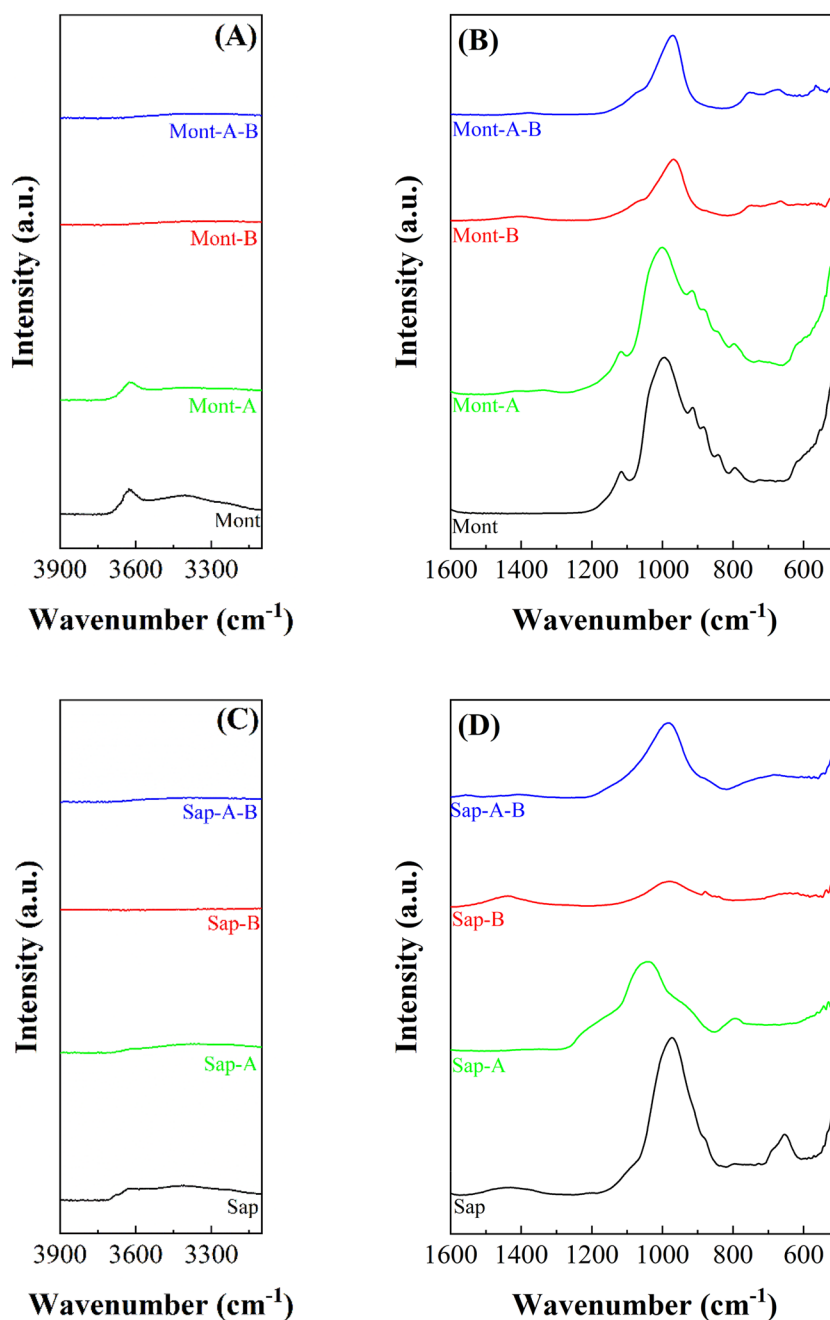 (A)
Intensity (a.u.)
Mont-A-B
Mont-B
Mont-A
Mont
3900 3600 3300
Wavenumber (cm⁻¹)
(B)
Intensity (a.u.)
Mont-A-B
Mont-B
Mont-A
Mont
1600 1400 1200 1000 800 600
Wavenumber (cm⁻¹)
(C)
Intensity (a.u.)
Sap-A-B
Sap-B
Sap-A
Sap
3900 3600 3300
Wavenumber (cm⁻¹)
(D)
Intensity (a.u.)
Sap-A-B
Sap-B
Sap-A
Sap
1600 1400 1200 1000 800 600
Wavenumber (cm⁻¹)